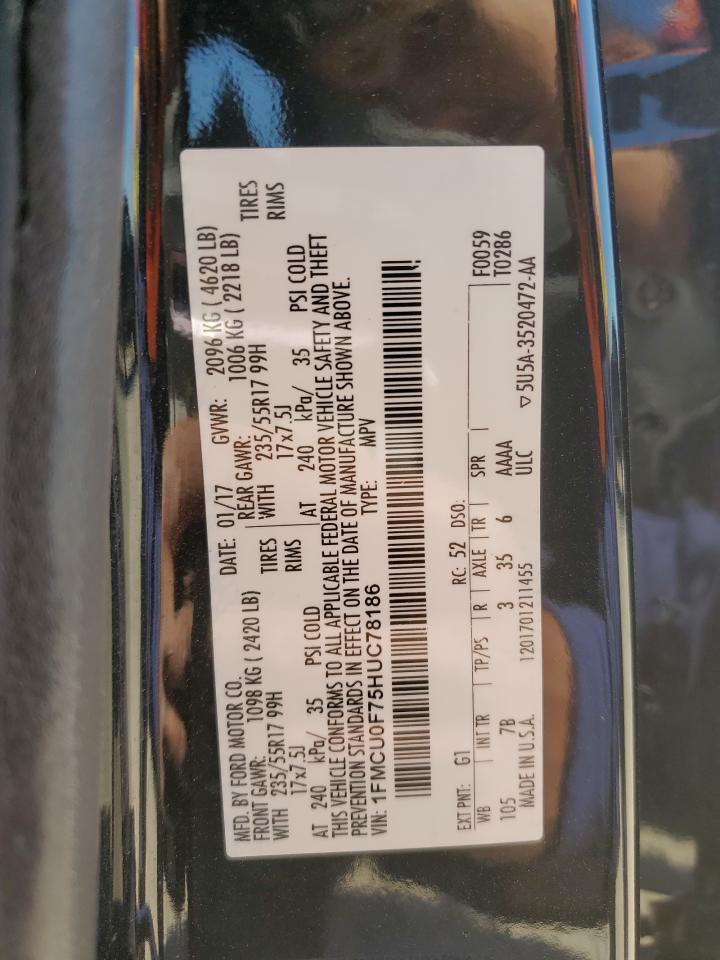 MFD. BY FORD MOTOR CO. DATE: 01/17 GVWR: 2096 KG ( 4620 LB)
FRONT GAWR: 1098 KG ( 2420 LB) REAR GAWR: 1006 KG ( 2218 LB)
WITH 235/55R17 99H TIRES WITH 235/55R17 99H TIRES
17x7.5J RIMS 17x7.5J RIMS
AT 240 kPa/ 35 PSI COLD AT 240 kPa/ 35 PSI COLD
THIS VEHICLE CONFORMS TO ALL APPLICABLE FEDERAL MOTOR VEHICLE SAFETY AND THEFT
PREVENTION STANDARDS IN EFFECT ON THE DATE OF MANUFACTURE SHOWN ABOVE.
VIN: 1FMCU0F75HUC78186 TYPE: MPV
EXT PNT: G1 RC: 52 DSO: F0059
WB INT TR TP/PS R AXLE TR SPR T0286
105 7B 3 35 6 AAAA
MADE IN U.S.A. 1201701211455 ULC ▽ 5U5A-3520472-AA